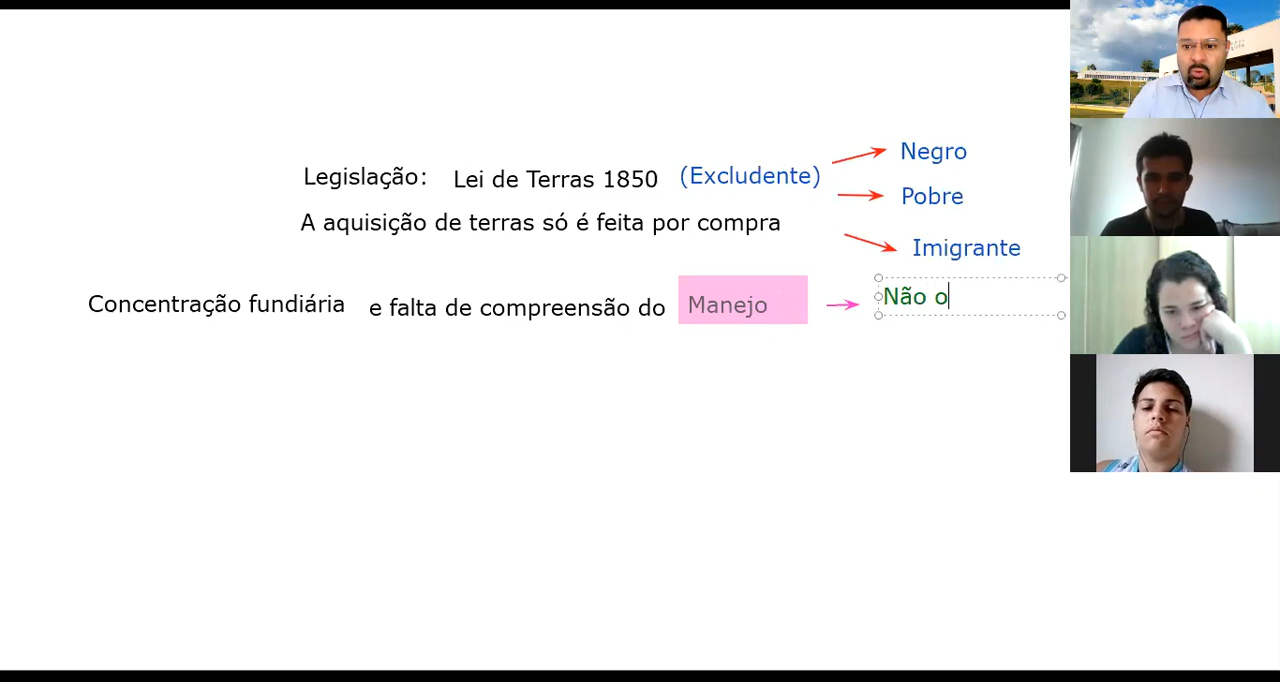 Legislação: Lei de Terras 1850 (Excludente)
Negro
Pobre
A aquisição de terras só é feita por compra
Imigrante
Concentração fundiária e falta de compreensão do Manejo
Não o